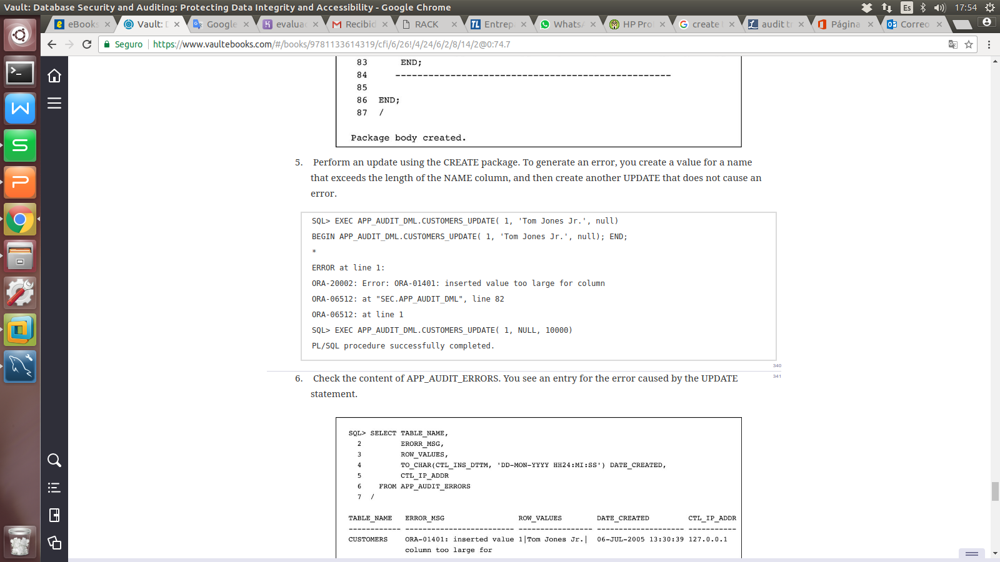 Vault: Database Security and Auditing: Protecting Data Integrity and Accessibility - Google Chrome
Es
17:54
eBooks
Vault: D
Google
evalua
Recibid
RACK
Entrep
Whats
HP Pro
create
audit t
Página
Correo
Seguro
https://www.vaultebooks.com/#/books/9781133614319/cfi/6/26!/4/24/6/2/8/14/2@0:74.7
83 END;
84 --------------------------------------------------
85
86 END;
87 /
Package body created.
5. Perform an update using the CREATE package. To generate an error, you create a value for a name
that exceeds the length of the NAME column, and then create another UPDATE that does not cause an
error.
SQL> EXEC APP_AUDIT_DML.CUSTOMERS_UPDATE( 1, 'Tom Jones Jr.', null)
BEGIN APP_AUDIT_DML.CUSTOMERS_UPDATE( 1, 'Tom Jones Jr.', null); END;
*
ERROR at line 1:
ORA-20002: Error: ORA-01401: inserted value too large for column
ORA-06512: at "SEC.APP_AUDIT_DML", line 82
ORA-06512: at line 1
SQL> EXEC APP_AUDIT_DML.CUSTOMERS_UPDATE( 1, NULL, 10000)
PL/SQL procedure successfully completed.
340
341
6. Check the content of APP_AUDIT_ERRORS. You see an entry for the error caused by the UPDATE
statement.
SQL> SELECT TABLE_NAME,
2 ERORR_MSG,
3 ROW_VALUES,
4 TO_CHAR(CTL_INS_DTTM, 'DD-MON-YYYY HH24:MI:SS') DATE_CREATED,
5 CTL_IP_ADDR
6 FROM APP_AUDIT_ERRORS
7 /
TABLE_NAME ERROR_MSG ROW_VALUES DATE_CREATED CTL_IP_ADDR
------------ ------------------------- ----------------- -------------------- -----------
CUSTOMERS ORA-01401: inserted value 1|Tom Jones Jr.| 06-JUL-2005 13:30:39 127.0.0.1
column too large for